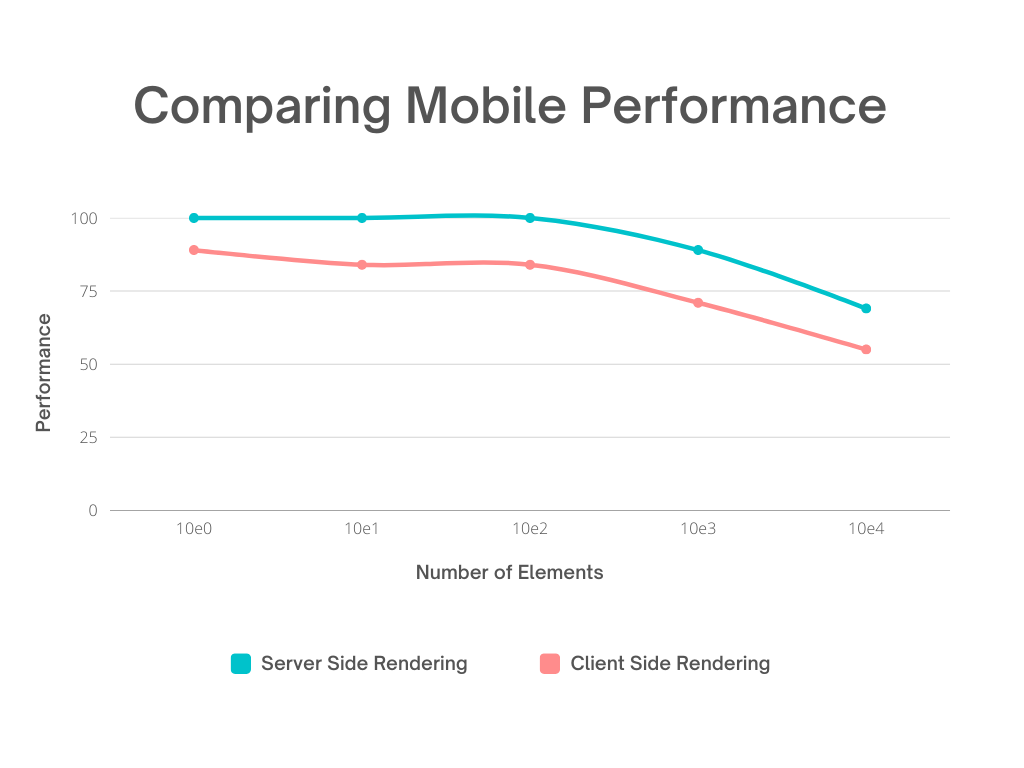 Comparing Mobile Performance
100
75
50
25
0
Performance
10e0 10e1 10e2 10e3 10e4
Number of Elements
Server Side Rendering Client Side Rendering